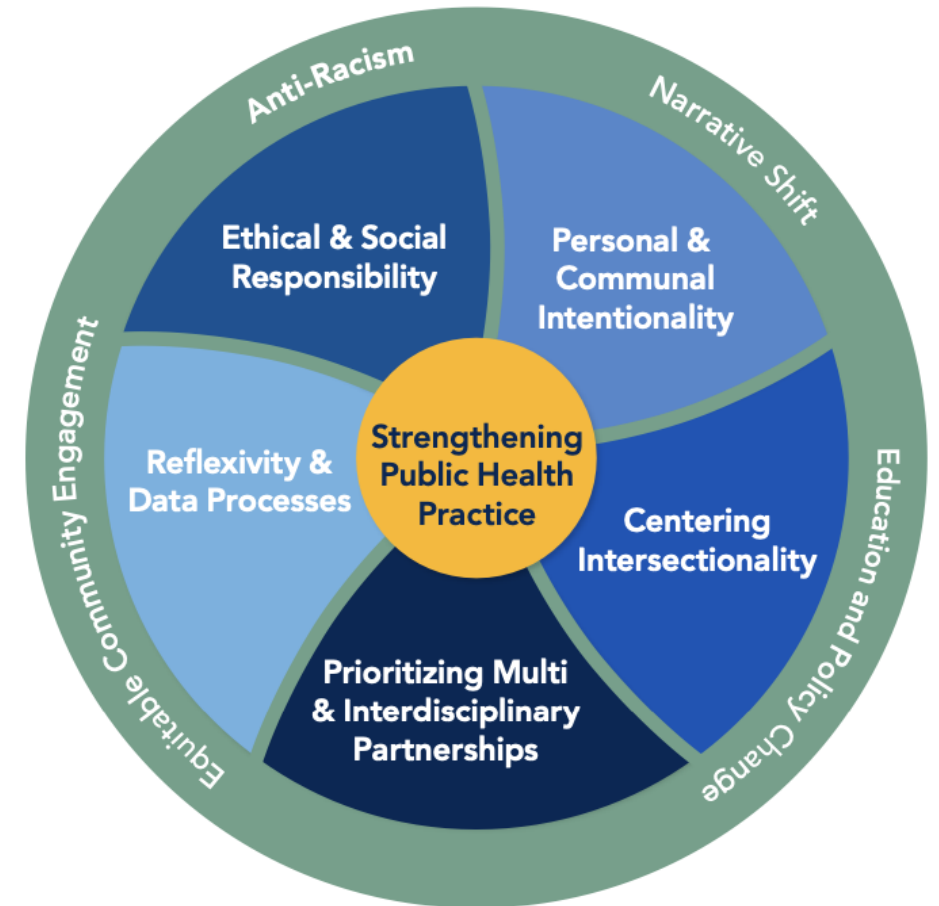 Anti-Racism
Narrative Shift
Ethical & Social
Responsibility
Personal &
Communal
Intentionality
Equitable Community Engagement
Reflexivity &
Data Processes
Strengthening
Public Health
Practice
Centering
Intersectionality
Education and Policy Change
Prioritizing Multi
& Interdisciplinary
Partnerships